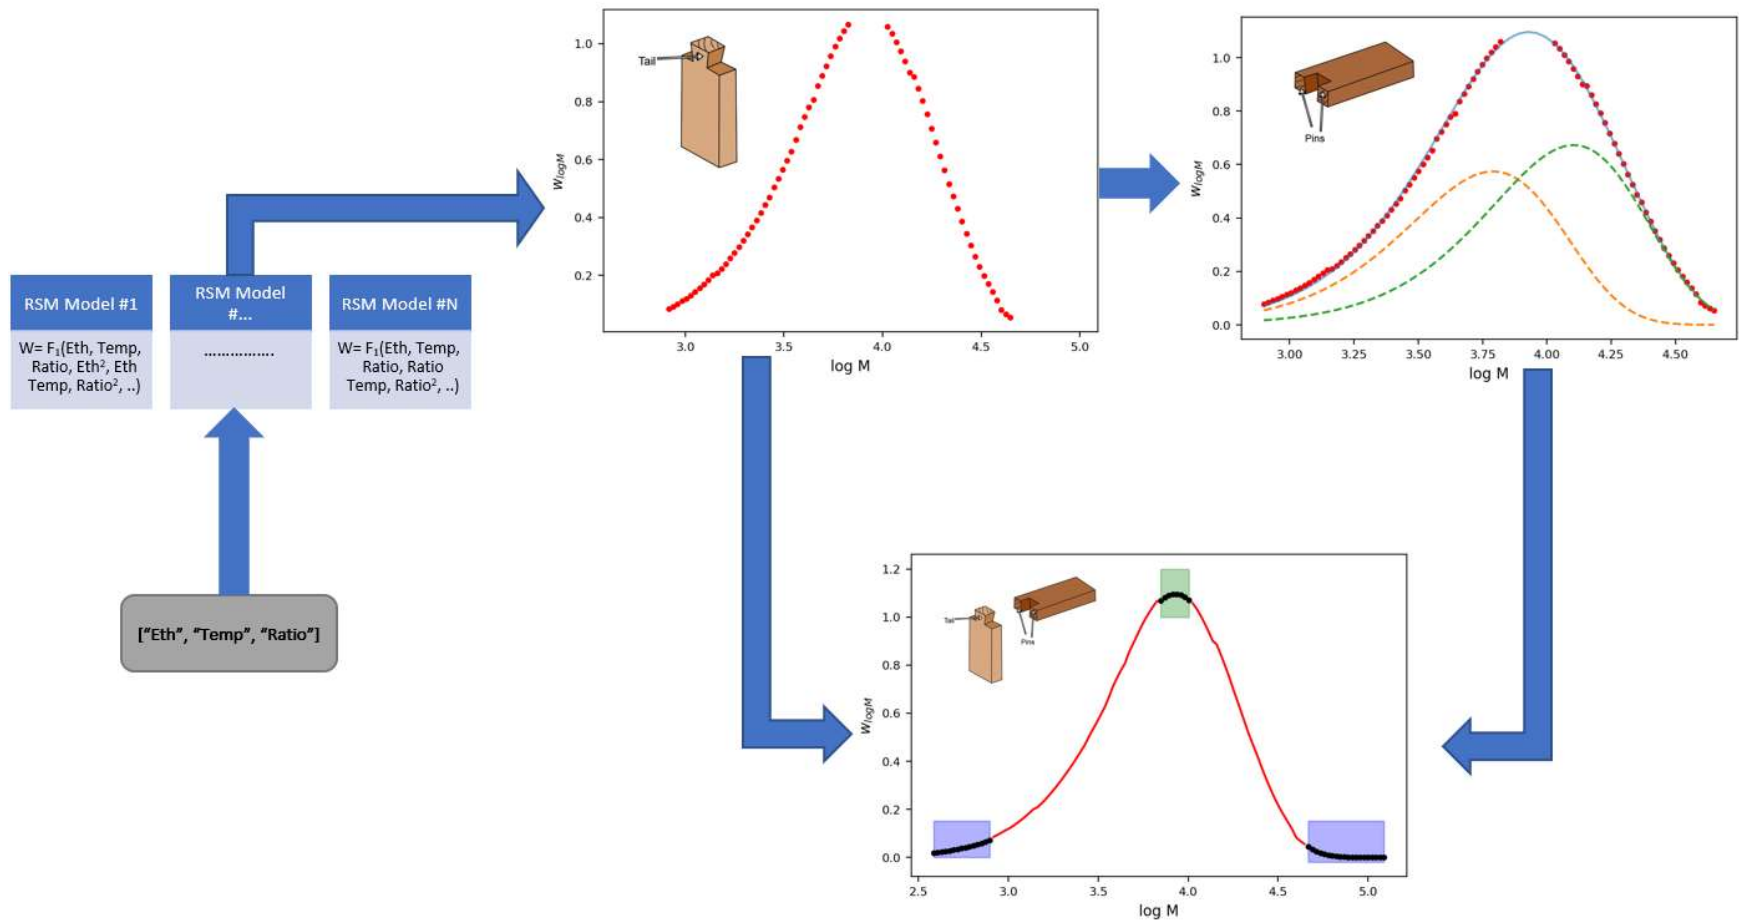 RSM Model #1
W= F₁(Eth, Temp,
Ratio, Eth², Eth
Temp, Ratio², ..)
RSM Model
#...
................
RSM Model #N
W= F₁(Eth, Temp,
Ratio, Ratio
Temp, Ratio², ..)
["Eth", "Temp", "Ratio"]
Tail
WlogM
1.0
0.8
0.6
0.4
0.2
3.0 3.5 4.0 4.5 5.0
log M
Pins
WlogM
1.0
0.8
0.6
0.4
0.2
0.0
3.00 3.25 3.50 3.75 4.00 4.25 4.50
log M
Tail
Pins
WlogM
1.2
1.0
0.8
0.6
0.4
0.2
0.0
2.5 3.0 3.5 4.0 4.5 5.0
log M